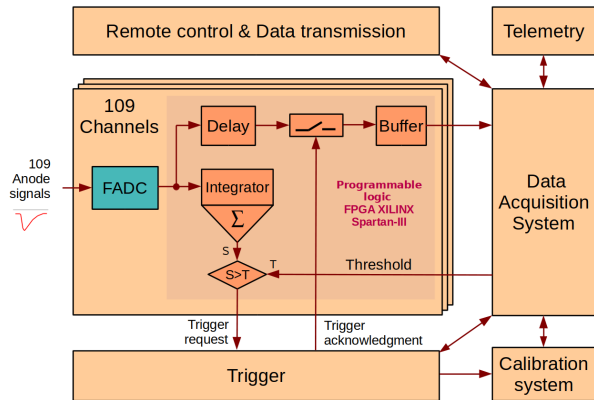 Remote control & Data transmission
Telemetry
109
Channels
Delay
Buffer
109
Anode
signals
FADC
Integrator
Σ
Programmable
logic
FPGA XILINX
Spartan-III
Data
Acquisition
System
S
T
S>T
Threshold
Trigger
request
Trigger
acknowledgment
Trigger
Calibration
system